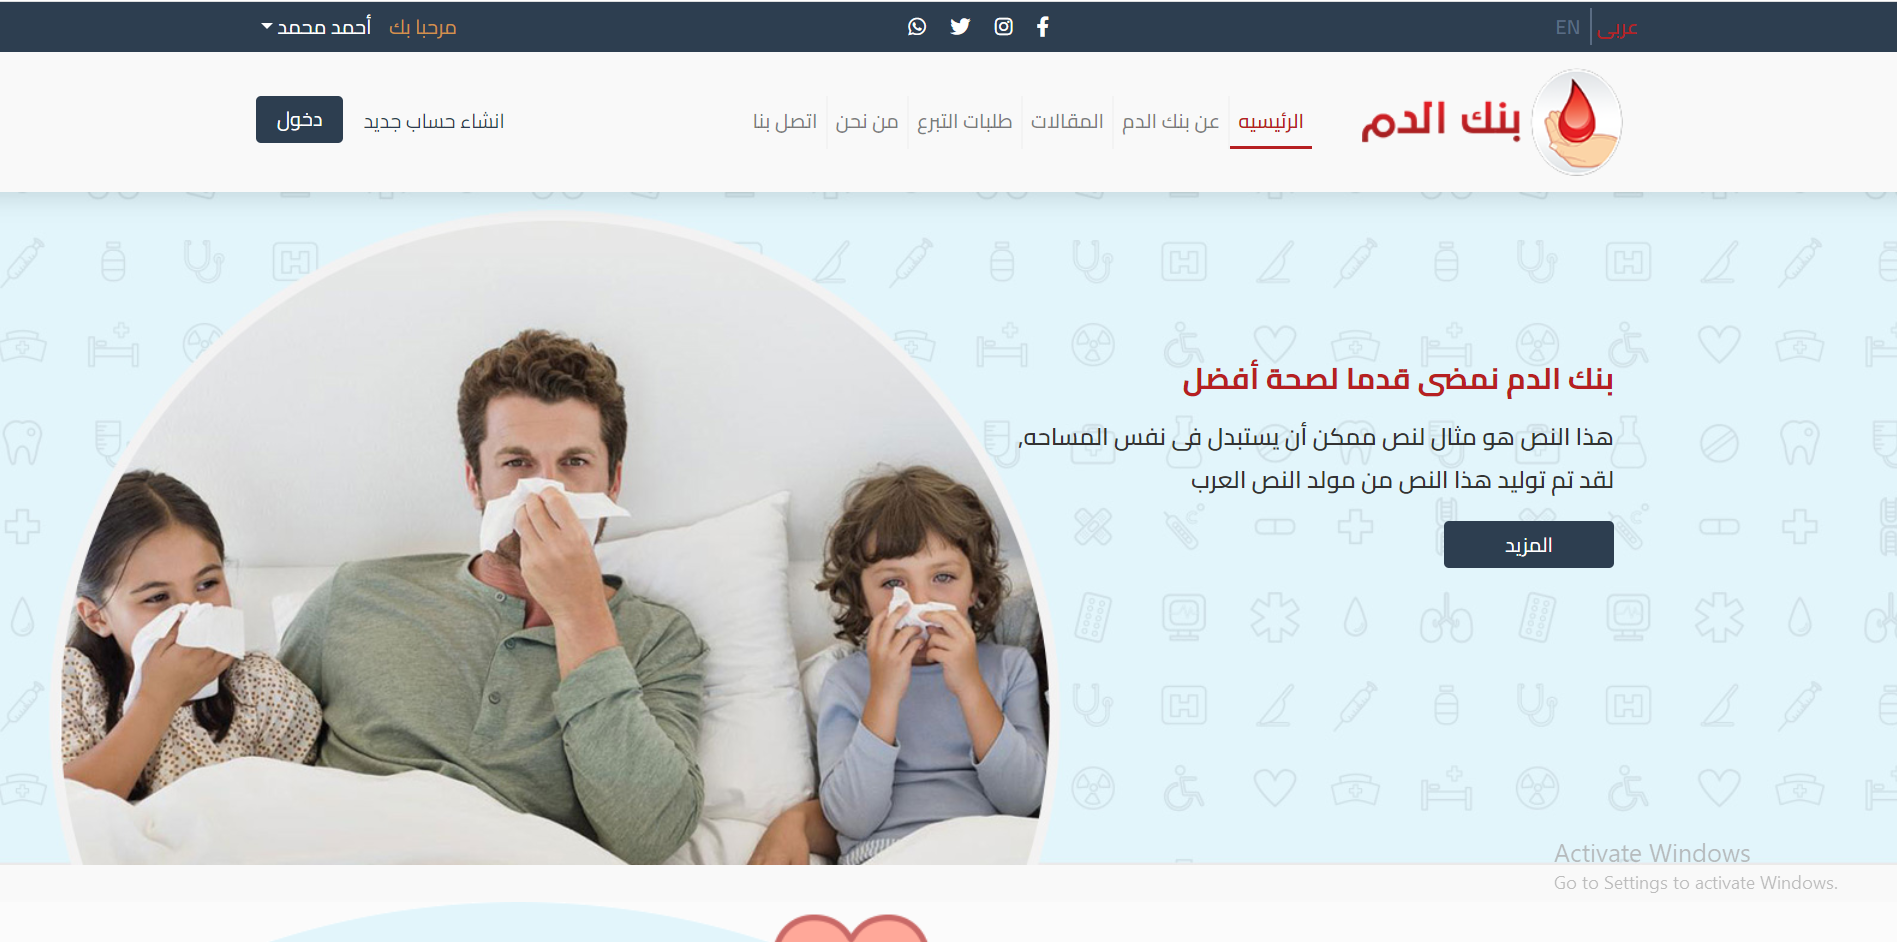 عربى EN
مرحبا بك أحمد محمد
بنك الدم
الرئيسيه عن بنك الدم المقالات طلبات التبرع من نحن اتصل بنا
انشاء حساب جديد دخول
بنك الدم نمضى قدما لصحة أفضل
هذا النص هو مثال لنص ممكن أن يستبدل فى نفس المساحه,
لقد تم توليد هذا النص من مولد النص العرب
المزيد
Activate Windows
Go to Settings to activate Windows.